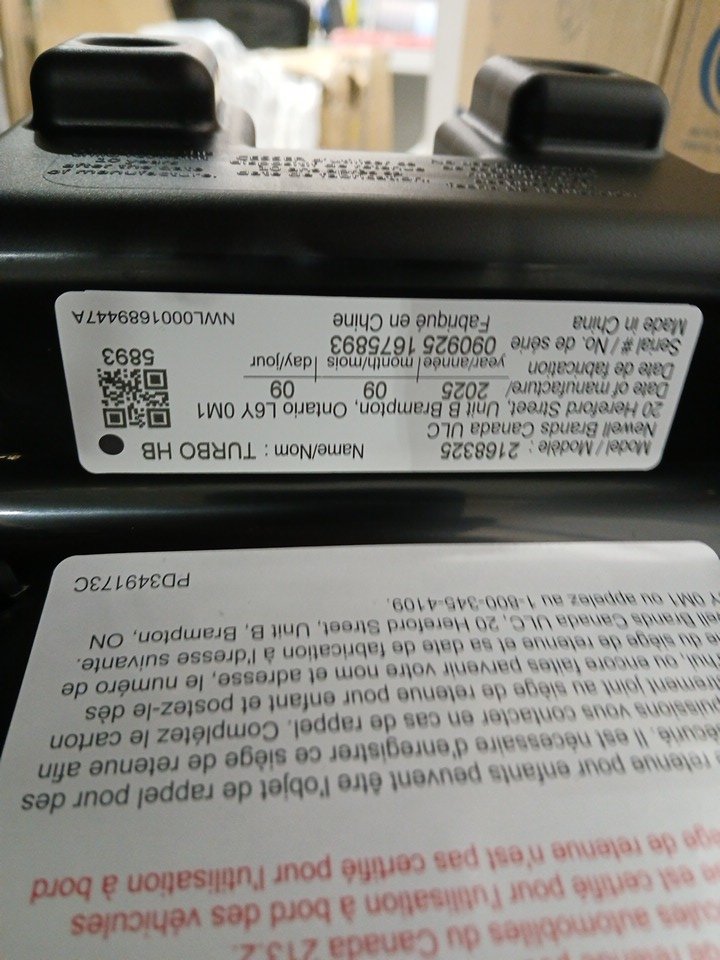 automobiles du Canada 213.2.
est certifié pour l'utilisation à bord des véhicules
de retenue n'est pas certifié pour l'utilisation à bord
retenue pour enfants peuvent être l'objet de rappel pour des
sécurité. Il est nécessaire d'enregistrer ce siège de retenue afin
puissions vous contacter en cas de rappel. Complétez le carton
joint au siège de retenue pour enfant et postez-le dès
ou encore faites parvenir votre nom et adresse, le numéro de
du siège de retenue et sa date de fabrication à l'dresse suivante.
Brands Canada ULC, 20 Hereford Street, Unit B, Brampton, ON
0M1 ou appelez au 1-800-345-4109.
PD349173C
Model / Modèle : 2168325 Name/Nom : TURBO HB
Newell Brands Canada ULC
20 Hereford Street, Unit B Brampton, Ontario L6Y 0M1
Date of manufacture/ 2025 09 09
Date de fabrication year/année month/mois day/jour
Serial # / No. de série 090925 1675893
5893
Made in China Fabriqué en Chine NWL00016889447A